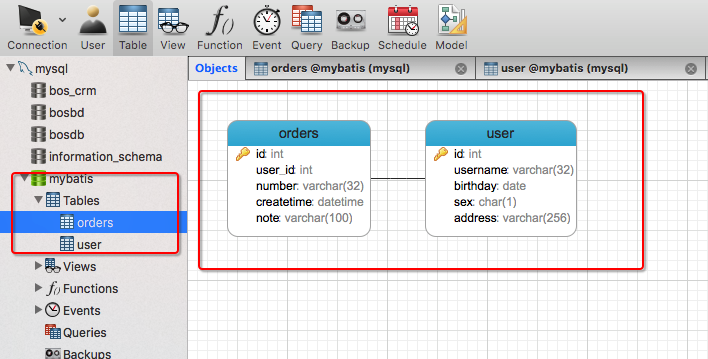 Connection User Table View Function Event Query Backup Schedule Model
mysql
bos_crm
bosbd
bosdb
information_schema
mybatis
Tables
orders
user
Views
Functions
Events
Queries
Backups
Objects orders @mybatis (mysql) user @mybatis (mysql)
orders
id: int
user_id: int
number: varchar(32)
createtime: datetime
note: varchar(100)
user
id: int
username: varchar(32)
birthday: date
sex: char(1)
address: varchar(256)